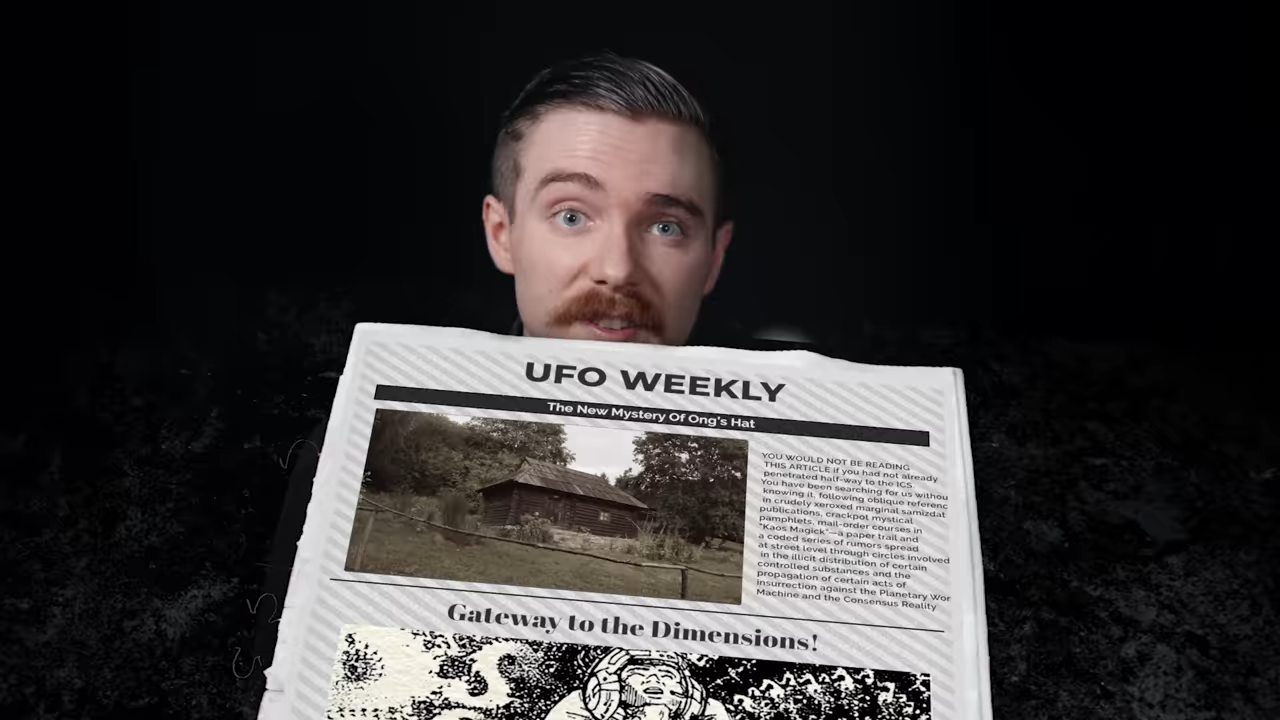 UFO WEEKLY
The New Mystery Of Ong's Hat
YOU WOULD NOT BE READING
THIS ARTICLE if you had not already
penetrated half-way to the ICS.
You have been searching for us withou
knowing it, following oblique referenc
in crudely xeroxed marginal samizdat
publications, crackpot mystical
pamphlets, mail-order courses in
"Kaos Magick"—a paper trail and
a coded series of rumors spread
at street level through circles involved
in the illicit distribution of certain
controlled substances and the
propagation of certain acts of
insurrection against the Planetary Wor
Machine and the Consensus Reality
Gateway to the Dimensions!